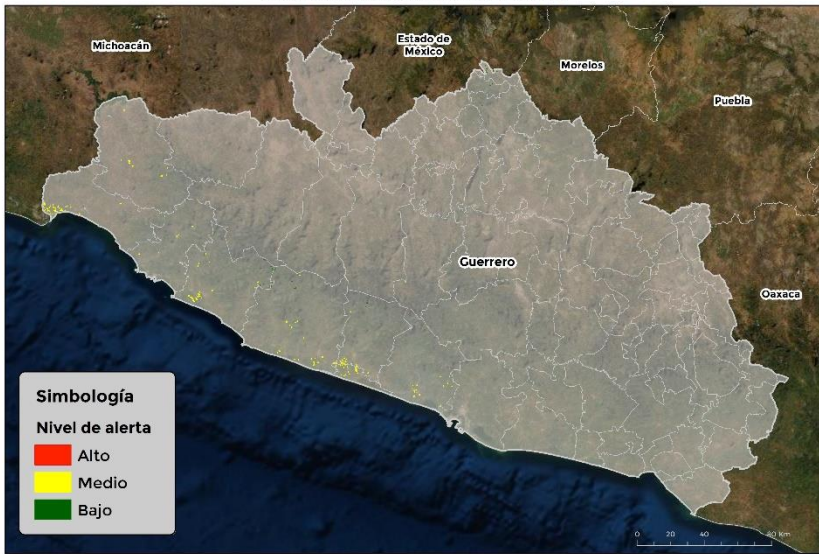 Michoacán
Estado de
México
Morelos
Puebla
Guerrero
Oaxaca
Simbología
Nivel de alerta
Alto
Medio
Bajo
0 20 40 80 Km